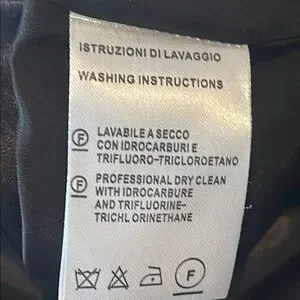 ISTRUZIONI DI LAVAGGIO
WASHING INSTRUCTIONS
F LAVABILE A SECCO
CON IDROCARBURI E
TRIFLUORO-TRICLOROETANO
F PROFESSIONAL DRY CLEAN
WITH IDROCARBURE
AND TRIFLUORINE-
TRICHL ORINETHANE
F